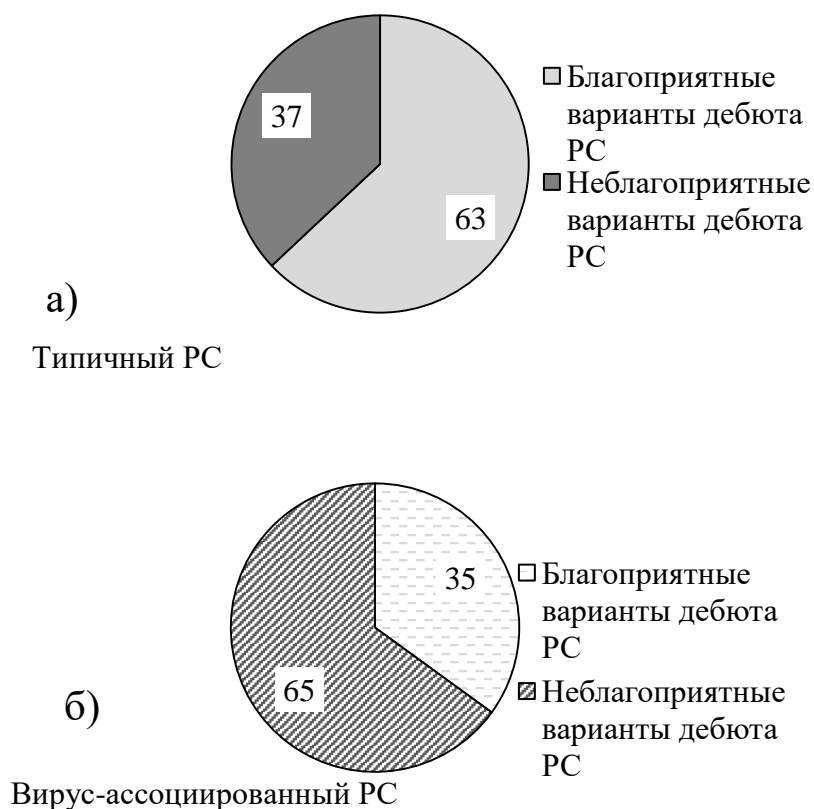 37
63
Благоприятные
варианты дебюта
РС
Неблагоприятные
варианты дебюта
РС
а)
Типичный РС
35
65
Благоприятные
варианты дебюта
РС
Неблагоприятные
варианты дебюта
РС
б)
Вирус-ассоциированный РС